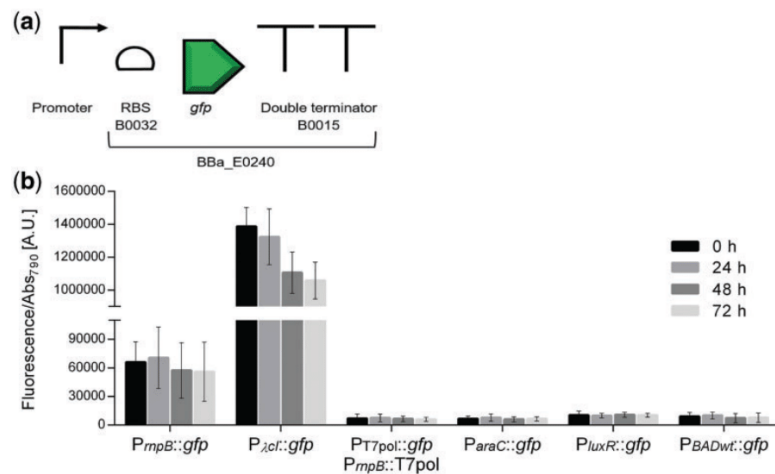 (a)
Promoter RBS gfp Double terminator
B0032 B0015
BBa_E0240
(b)
Fluorescence/Abs790 [A.U.]
1600000
1400000
1200000
1000000
90000
60000
30000
0
0 h
24 h
48 h
72 h
PrnpB::gfp Pλcl::gfp PT7pol::gfp ParaC::gfp PluxR::gfp PBADwt::gfp
PrnpB::T7pol